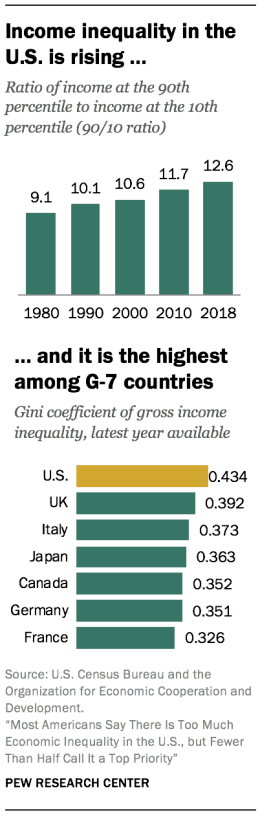 Income inequality in the
U.S. is rising ...
Ratio of income at the 90th
percentile to income at the 10th
percentile (90/10 ratio)
9.1 10.1 10.6 11.7 12.6
1980 1990 2000 2010 2018
... and it is the highest
among G-7 countries
Gini coefficient of gross income
inequality, latest year available
U.S. 0.434
UK 0.392
Italy 0.373
Japan 0.363
Canada 0.352
Germany 0.351
France 0.326
Source: U.S. Census Bureau and the
Organization for Economic Cooperation and
Development.
“Most Americans Say There Is Too Much
Economic Inequality in the U.S., but Fewer
Than Half Call It a Top Priority”
PEW RESEARCH CENTER